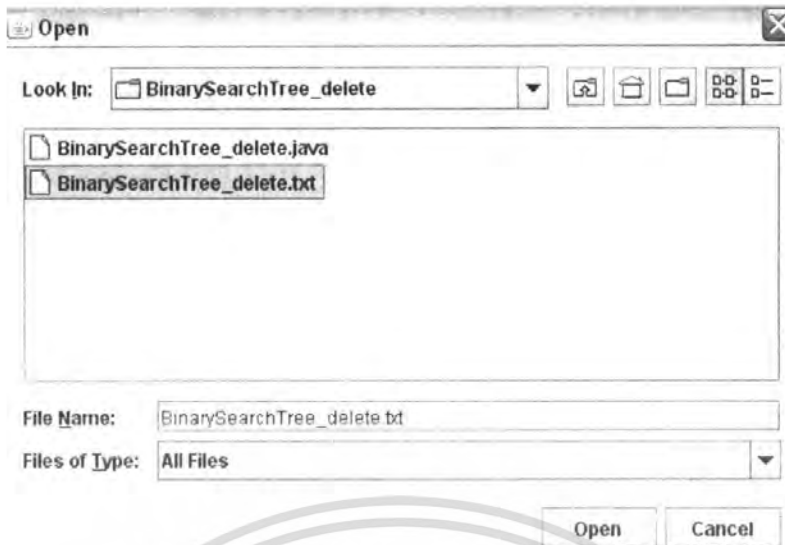 Open
Look In: BinarySearchTree_delete
BinarySearchTree_delete.java
BinarySearchTree_delete.txt
File Name: BinarySearchTree_delete.txt
Files of Type: All Files
Open Cancel